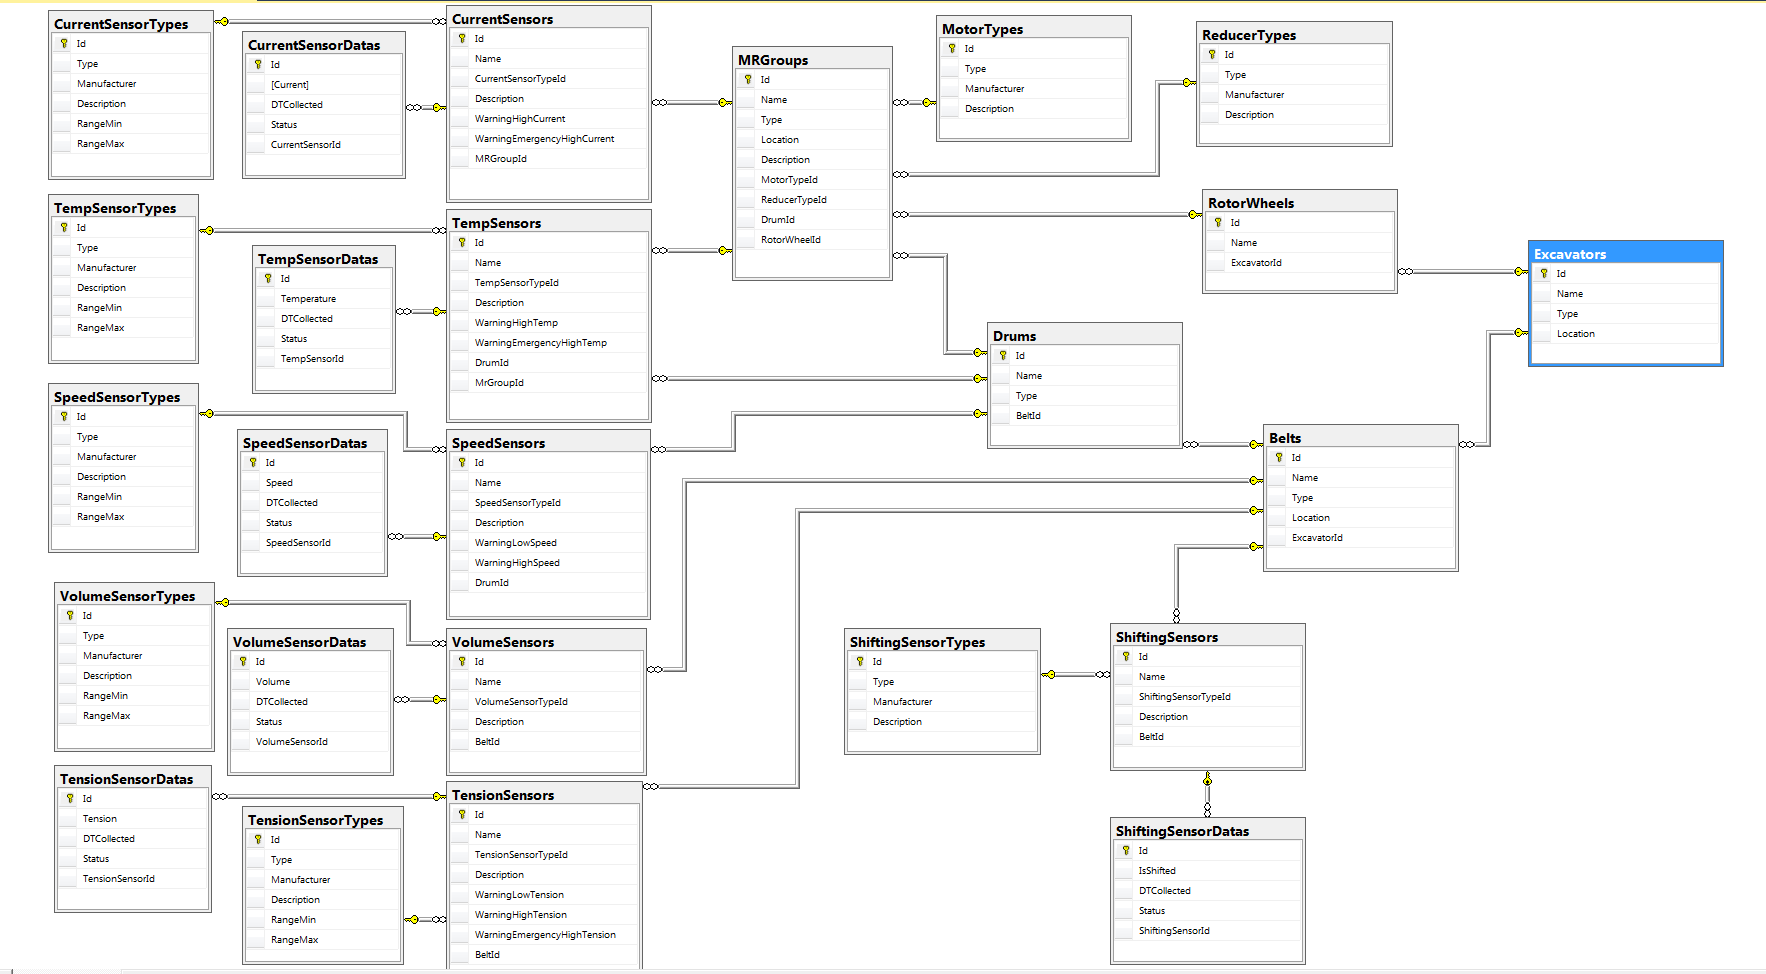 CurrentSensorTypes
Id
Type
Manufacturer
Description
RangeMin
RangeMax
CurrentSensorDatas
Id
[Current]
DTCollected
Status
CurrentSensorId
CurrentSensors
Id
Name
CurrentSensorTypeId
Description
WarningHighCurrent
WarningEmergencyHighCurrent
MRGroupId
MRGroups
Id
Name
Type
Location
Description
MotorTypeId
ReducerTypeId
DrumId
RotorWheelId
MotorTypes
Id
Type
Manufacturer
Description
ReducerTypes
Id
Type
Manufacturer
Description
TempSensorTypes
Id
Type
Manufacturer
Description
RangeMin
RangeMax
TempSensorDatas
Id
Temperature
DTCollected
Status
TempSensorId
TempSensors
Id
Name
TempSensorTypeId
Description
WarningHighTemp
WarningEmergencyHighTemp
DrumId
MrGroupId
RotorWheels
Id
Name
ExcavatorId
Excavators
Id
Name
Type
Location
Drums
Id
Name
Type
BeltId
SpeedSensorTypes
Id
Type
Manufacturer
Description
RangeMin
RangeMax
SpeedSensorDatas
Id
Speed
DTCollected
Status
SpeedSensorId
SpeedSensors
Id
Name
SpeedSensorTypeId
Description
WarningLowSpeed
WarningHighSpeed
DrumId
Belts
Id
Name
Type
Location
ExcavatorId
VolumeSensorTypes
Id
Type
Manufacturer
Description
RangeMin
RangeMax
VolumeSensorDatas
Id
Volume
DTCollected
Status
VolumeSensorId
VolumeSensors
Id
Name
VolumeSensorTypeId
Description
BeltId
ShiftingSensorTypes
Id
Type
Manufacturer
Description
ShiftingSensors
Id
Name
ShiftingSensorTypeId
Description
BeltId
TensionSensorDatas
Id
Tension
DTCollected
Status
TensionSensorId
TensionSensorTypes
Id
Type
Manufacturer
Description
RangeMin
RangeMax
TensionSensors
Id
Name
TensionSensorTypeId
Description
WarningLowTension
WarningHighTension
WarningEmergencyHighTension
BeltId
ShiftingSensorDatas
Id
IsShifted
DTCollected
Status
ShiftingSensorId